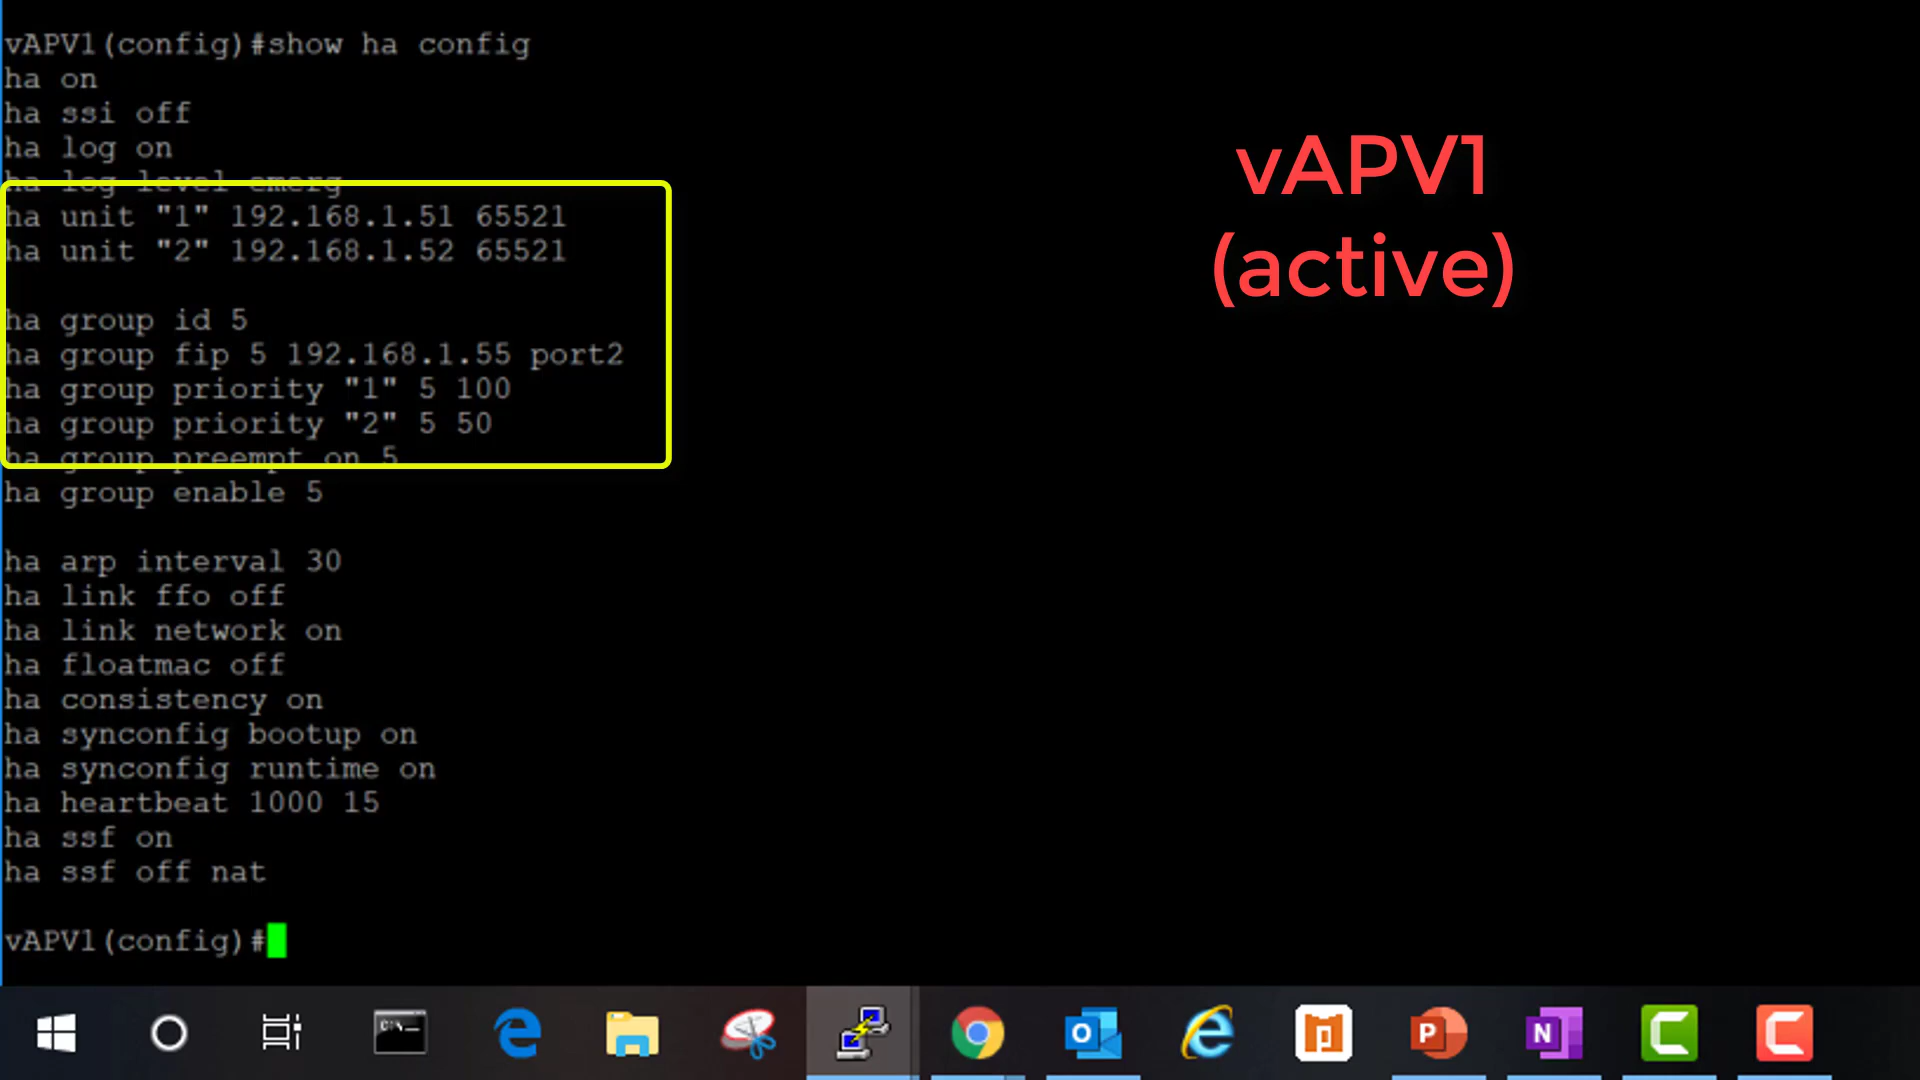 vAPV1(config)#show ha config
ha on
ha ssi off
ha log on
ha log level emerg
ha unit "1" 192.168.1.51 65521
ha unit "2" 192.168.1.52 65521
ha group id 5
ha group fip 5 192.168.1.55 port2
ha group priority "1" 5 100
ha group priority "2" 5 50
ha group preempt on 5
ha group enable 5
ha arp interval 30
ha link ffo off
ha link network on
ha floatmac off
ha consistency on
ha synconfig bootup on
ha synconfig runtime on
ha heartbeat 1000 15
ha ssf on
ha ssf off nat
vAPV1(config)#
vAPV1
(active)